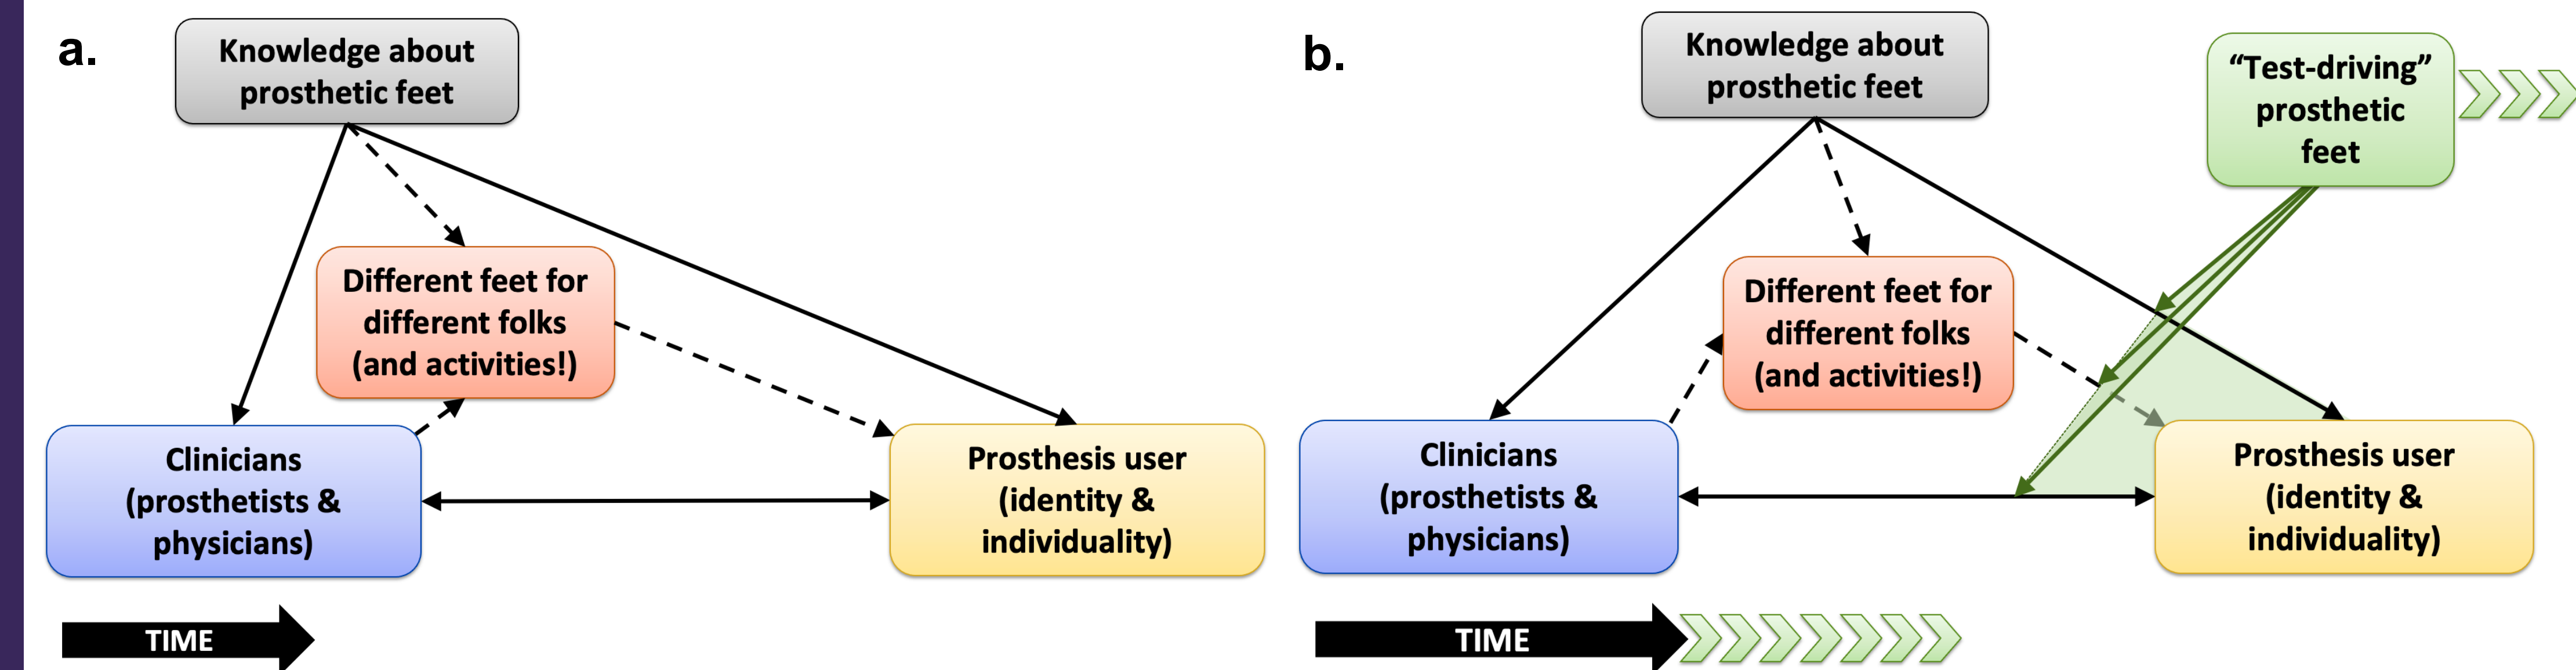 a.
Knowledge about
prosthetic feet
Different feet for
different folks
(and activities!)
Clinicians
(prosthetists &
physicians)
Prosthesis user
(identity &
individuality)
TIME
b.
Knowledge about
prosthetic feet
“Test-driving”
prosthetic
feet
Different feet for
different folks
(and activities!)
Clinicians
(prosthetists &
physicians)
Prosthesis user
(identity &
individuality)
TIME